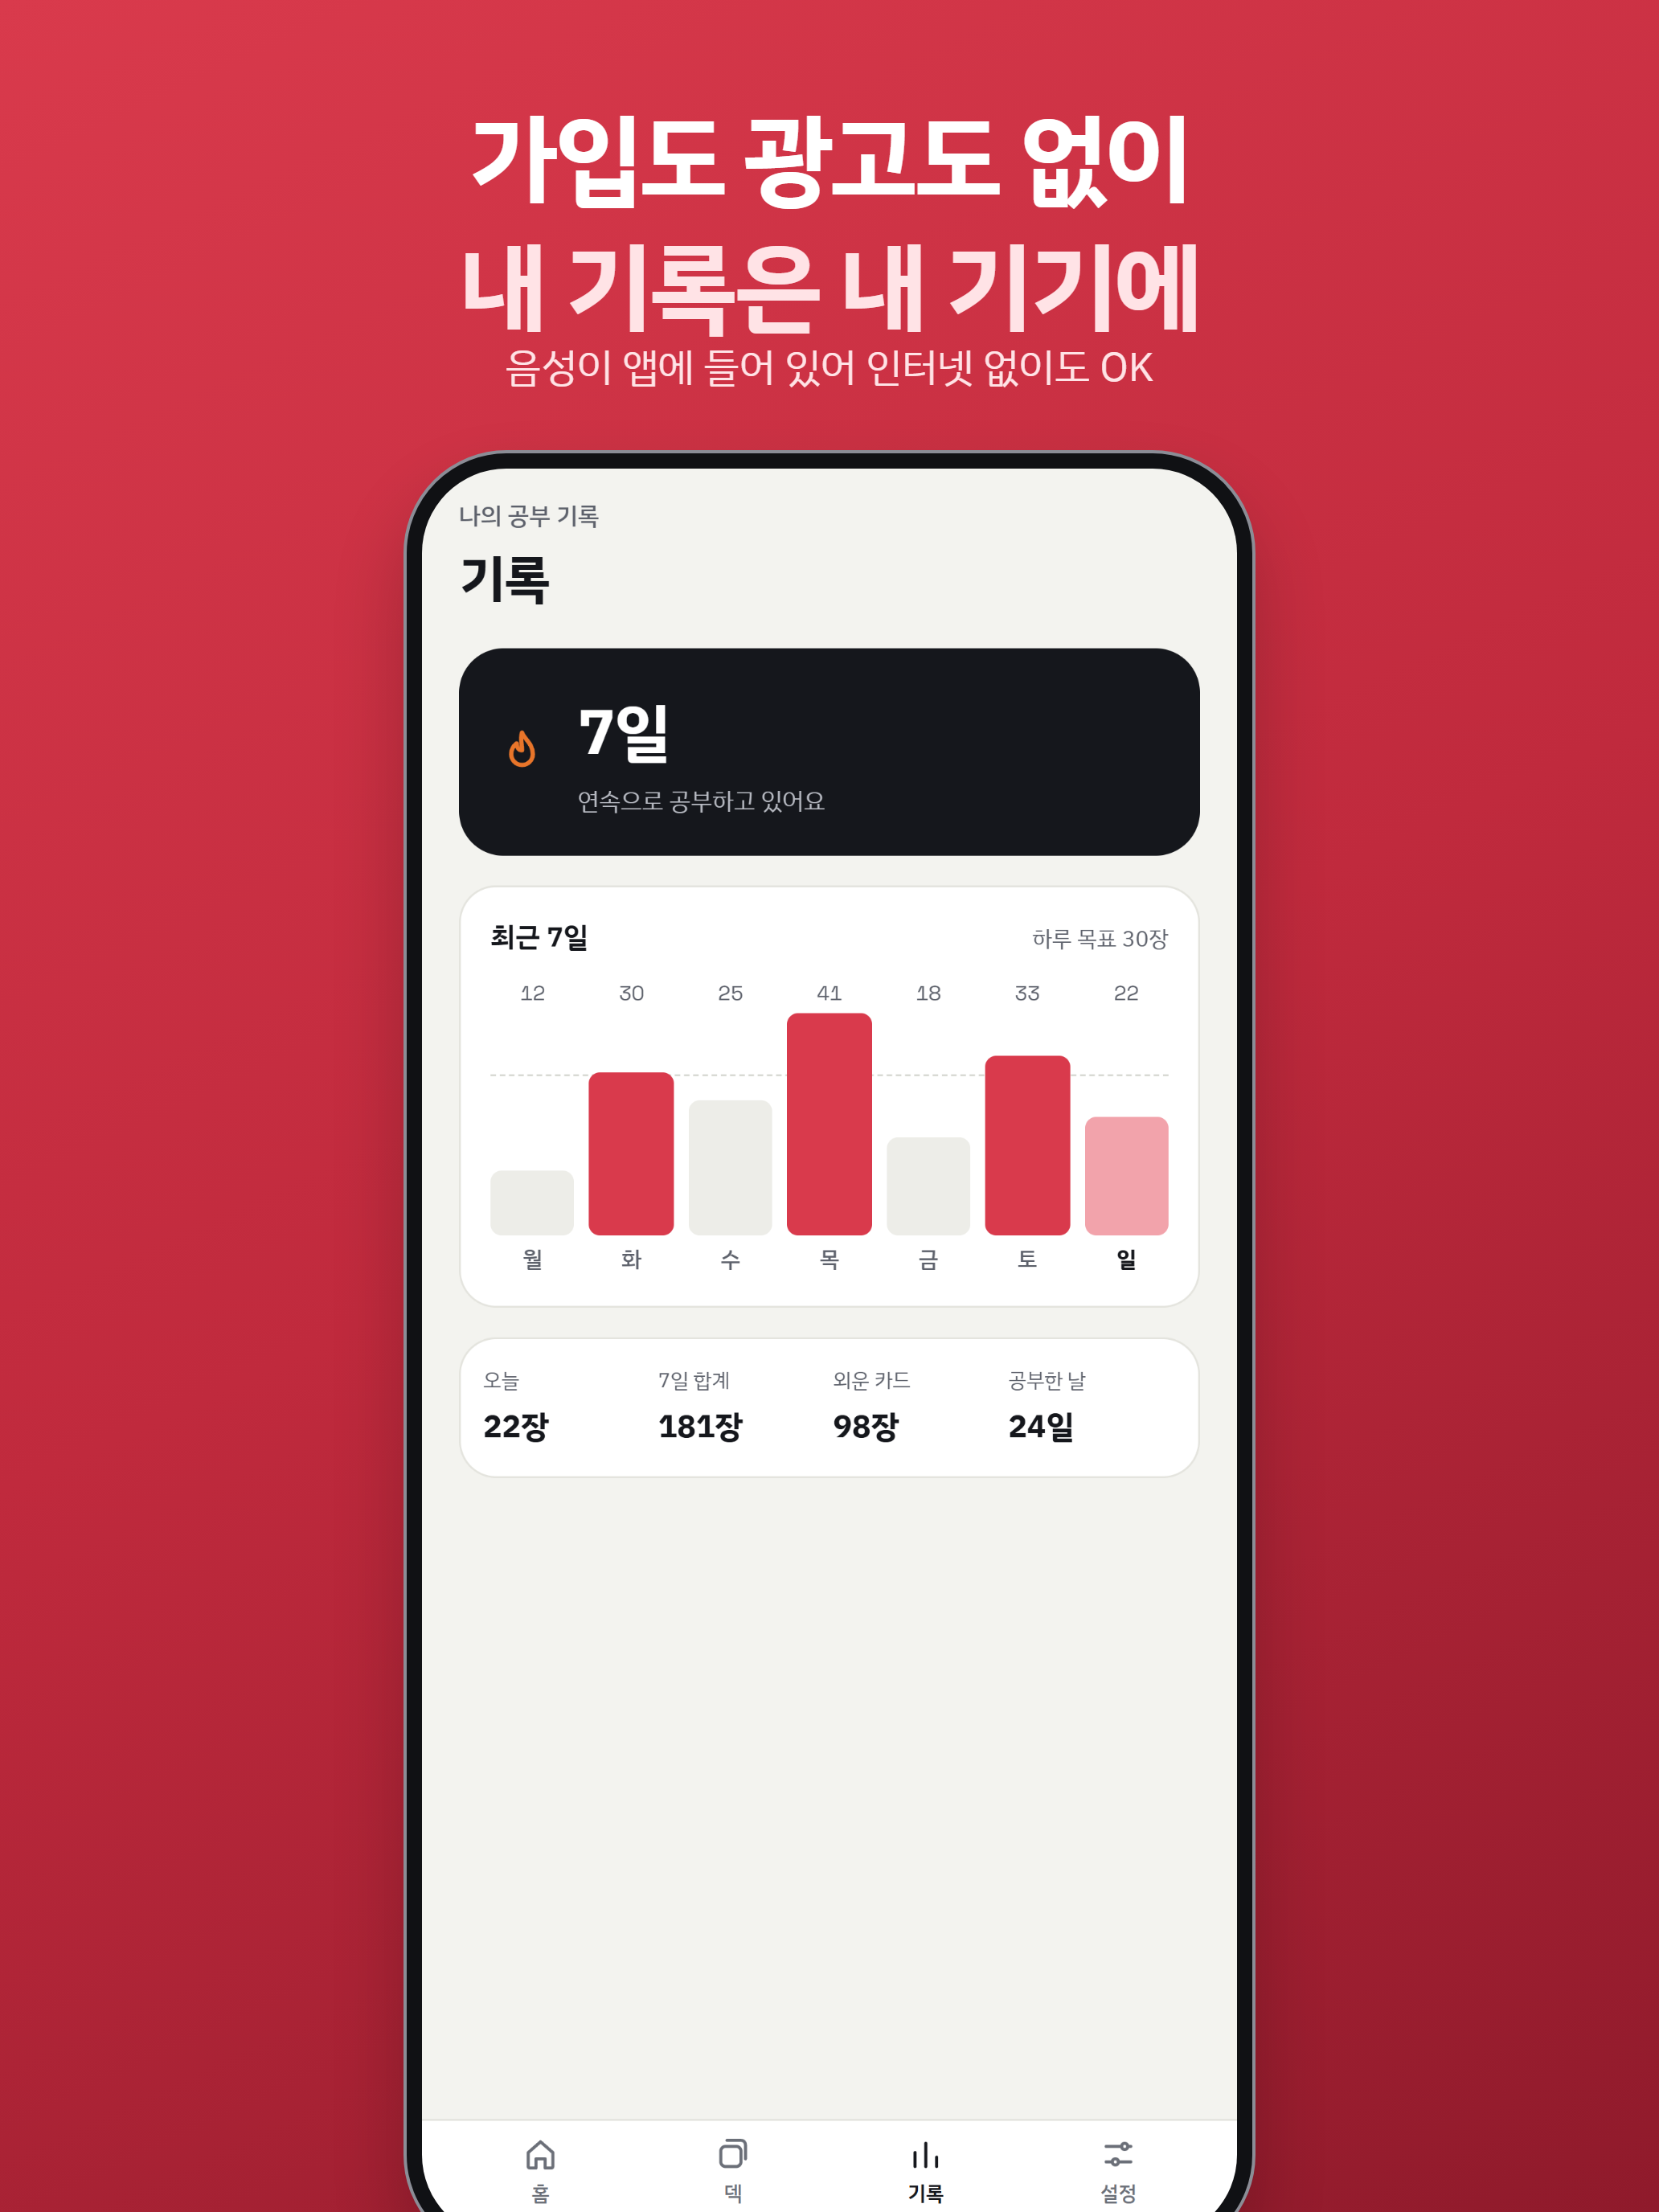 가입도 광고도 없이
내 기록은 내 기기에
음성이 앱에 들어 있어 인터넷 없이도 OK
나의 공부 기록
기록
7일
연속으로 공부하고 있어요
최근 7일 하루 목표 30장
12 30 25 41 18 33 22
월 화 수 목 금 토 일
오늘 7일 합계 외운 카드 공부한 날
22장 181장 98장 24일
홈 덱 기록 설정